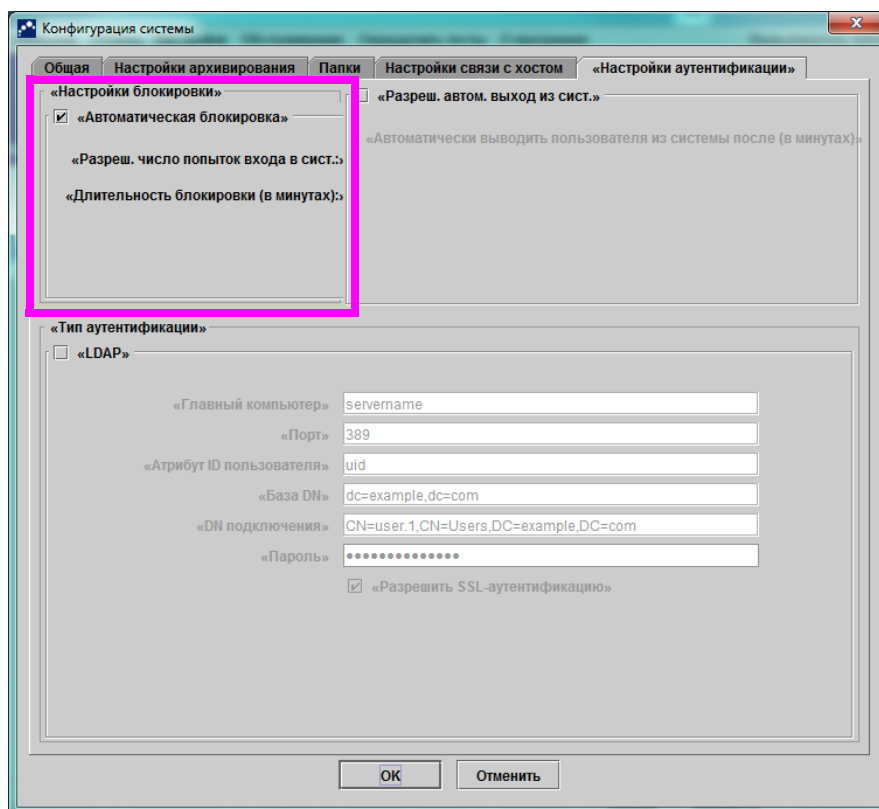 Конфигурация системы
Общая Настройки архивирования Папки Настройки связи с хостом «Настройки аутентификации»
«Настройки блокировки»
«Автоматическая блокировка»
«Разреш. число попыток входа в сист.:»
«Длительность блокировки (в минутах):»
«Разреш. автом. выход из сист.»
«Автоматически выводить пользователя из системы после (в минутах)»
«Тип аутентификации»
«LDAP»
«Главный компьютер» servername
«Порт» 389
«Атрибут ID пользователя» uid
«База DN» dc=example,dc=com
«DN подключения» CN=user.1,CN=Users,DC=example,DC=com
«Пароль» ••••••••••••••
«Разрешить SSL-аутентификацию»
OK Отменить